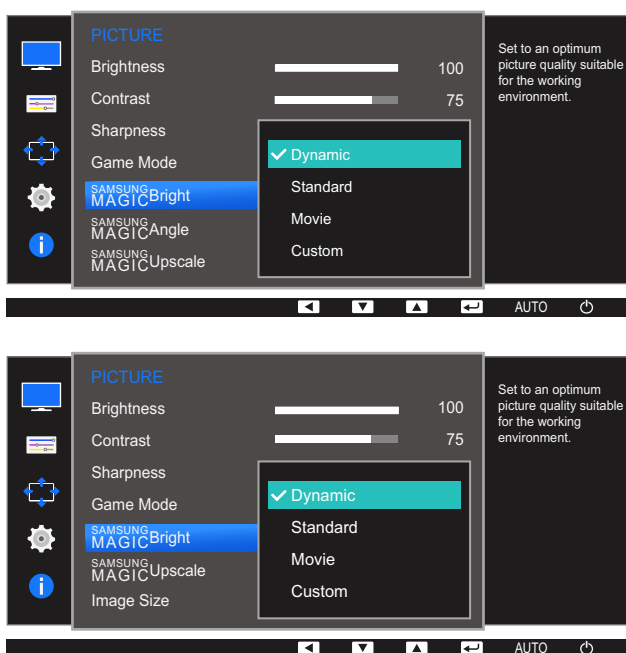 PICTURE
Brightness 100
Contrast 75
Sharpness
Game Mode
SAMSUNG
MAGICBright
SAMSUNG
MAGICAngle
SAMSUNG
MAGICUpscale
Dynamic
Standard
Movie
Custom
Set to an optimum
picture quality suitable
for the working
environment.
AUTO
PICTURE
Brightness 100
Contrast 75
Sharpness
Game Mode
SAMSUNG
MAGICBright
SAMSUNG
MAGICUpscale
Image Size
Dynamic
Standard
Movie
Custom
Set to an optimum
picture quality suitable
for the working
environment.
AUTO